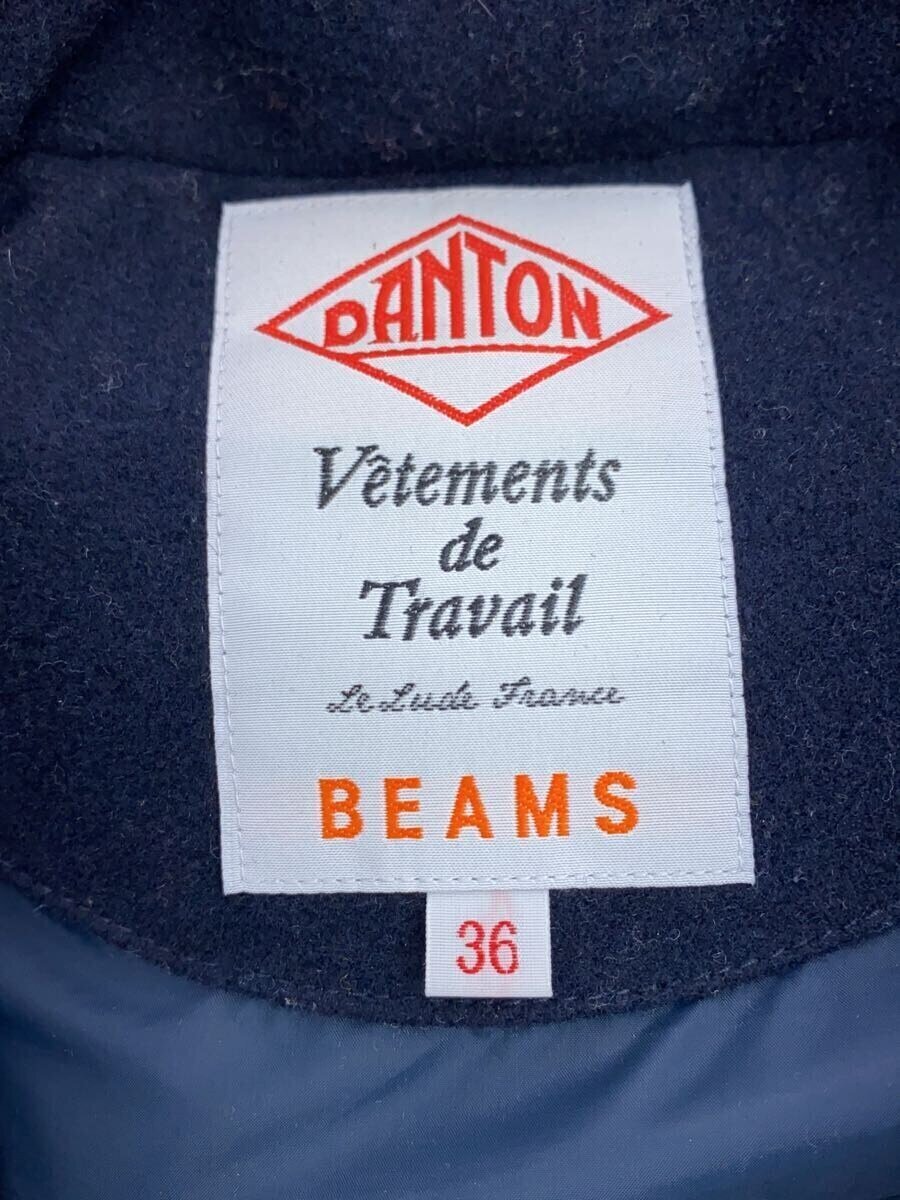 DANTON
Vêtements
de
Travail
Le Lude France
BEAMS
36